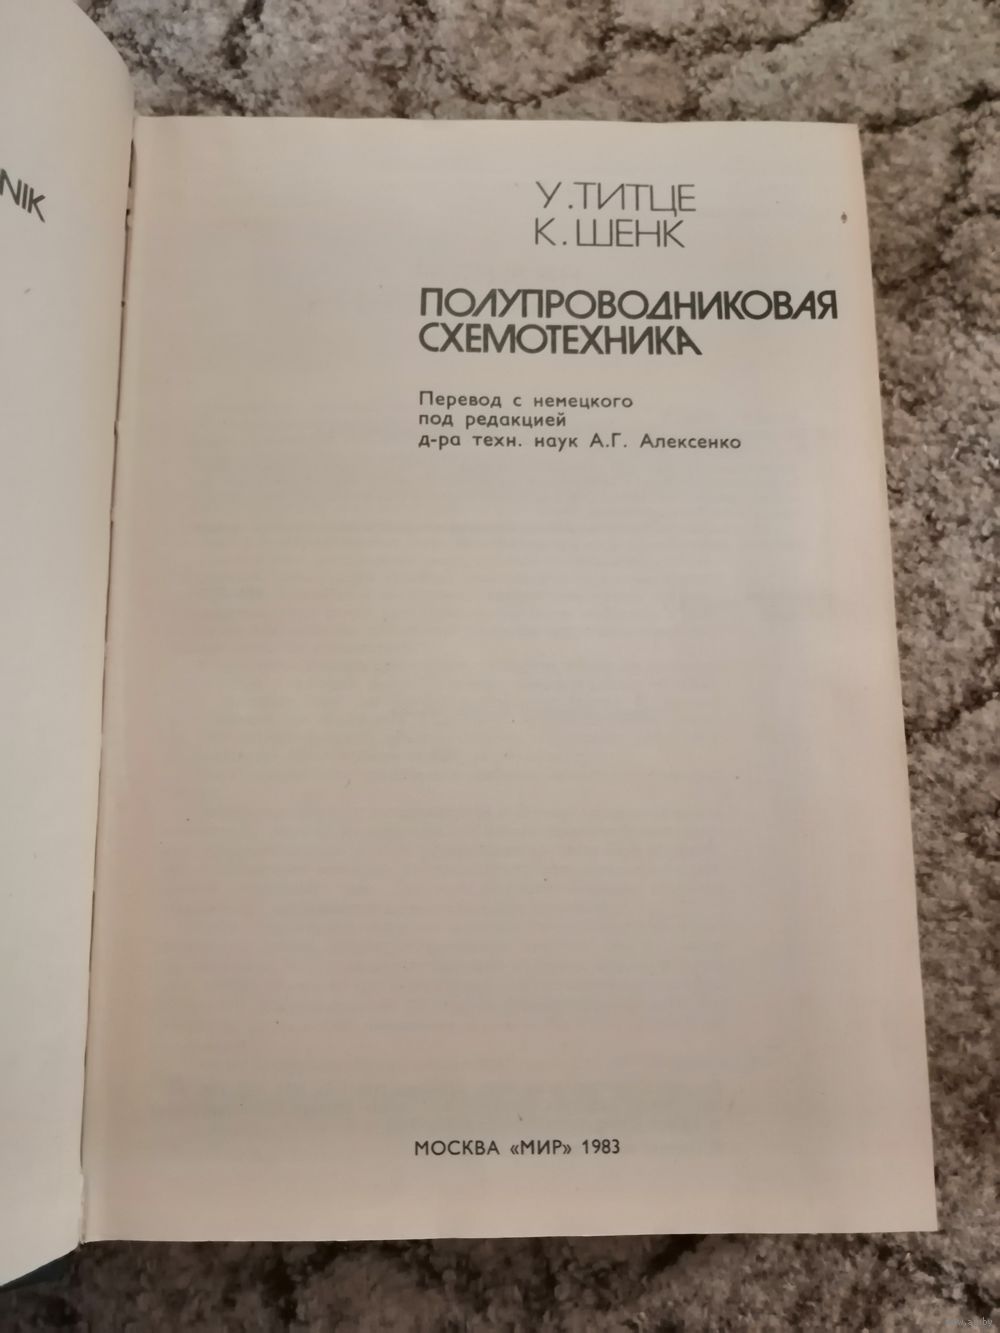 NIK
У. ТИТЦЕ
К. ШЕНК
ПОЛУПРОВОДНИКОВАЯ
СХЕМОТЕХНИКА
Перевод с немецкого
под редакцией
д-ра техн. наук А.Г. Алексенко
МОСКВА «МИР» 1983